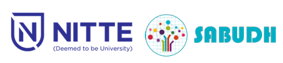 NITTE
(Deemed to be University)
SABUDH